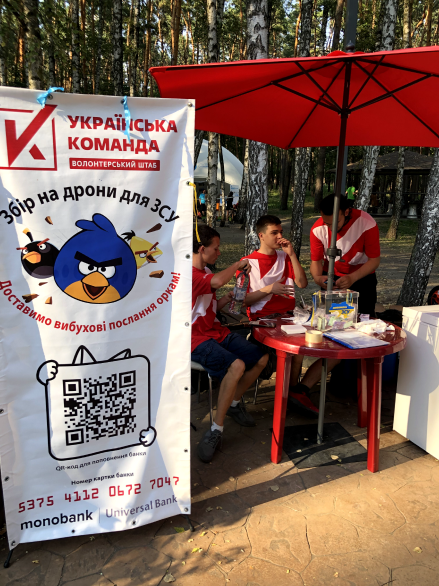 УКРАЇНСЬКА
КОМАНДА
ВОЛОНТЕРСЬКИЙ ШТАБ
Збір на дрони для ЗСУ
Доставимо вибухові послання оркам!
QR-код для поповнення банки
Номер картки банки
5375 4112 0672 7047
monobank | Universal Bank